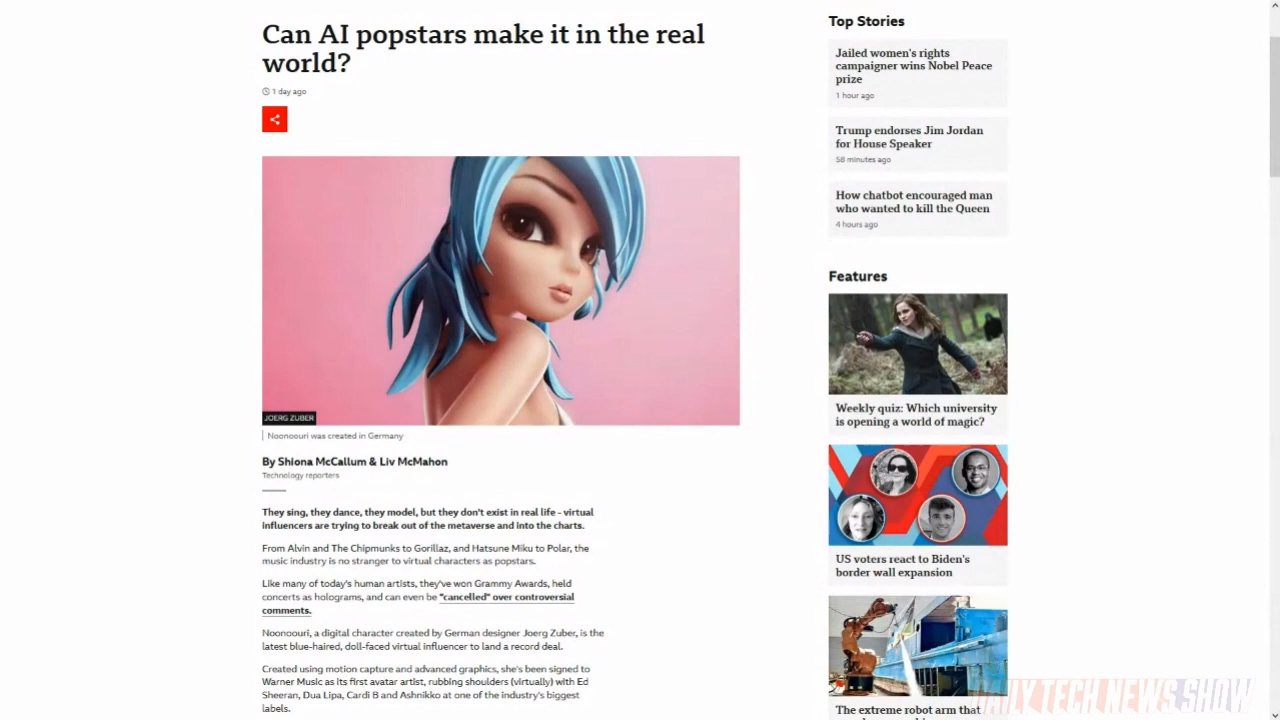 Can AI popstars make it in the real
world?
1 day ago
JOERG ZUBER
Noonoouri was created in Germany
By Shiona McCallum & Liv McMahon
Technology reporters
They sing, they dance, they model, but they don't exist in real life - virtual
influencers are trying to break out of the metaverse and into the charts.
From Alvin and The Chipmunks to Gorillaz, and Hatsune Miku to Polar, the
music industry is no stranger to virtual characters as popstars.
Like many of today's human artists, they've won Grammy Awards, held
concerts as holograms, and can even be "cancelled" over controversial
comments.
Noonoouri, a digital character created by German designer Joerg Zuber, is the
latest blue-haired, doll-faced virtual influencer to land a record deal.
Created using motion capture and advanced graphics, she's been signed to
Warner Music as its first avatar artist, rubbing shoulders (virtually) with Ed
Sheeran, Dua Lipa, Cardi B and Ashnikko at one of the industry's biggest
labels.
Top Stories
Jailed women's rights
campaigner wins Nobel Peace
prize
1 hour ago
Trump endorses Jim Jordan
for House Speaker
58 minutes ago
How chatbot encouraged man
who wanted to kill the Queen
4 hours ago
Features
Weekly quiz: Which university
is opening a world of magic?
US voters react to Biden's
border wall expansion
The extreme robot arm that
DAILY TECH NEWS SHOW